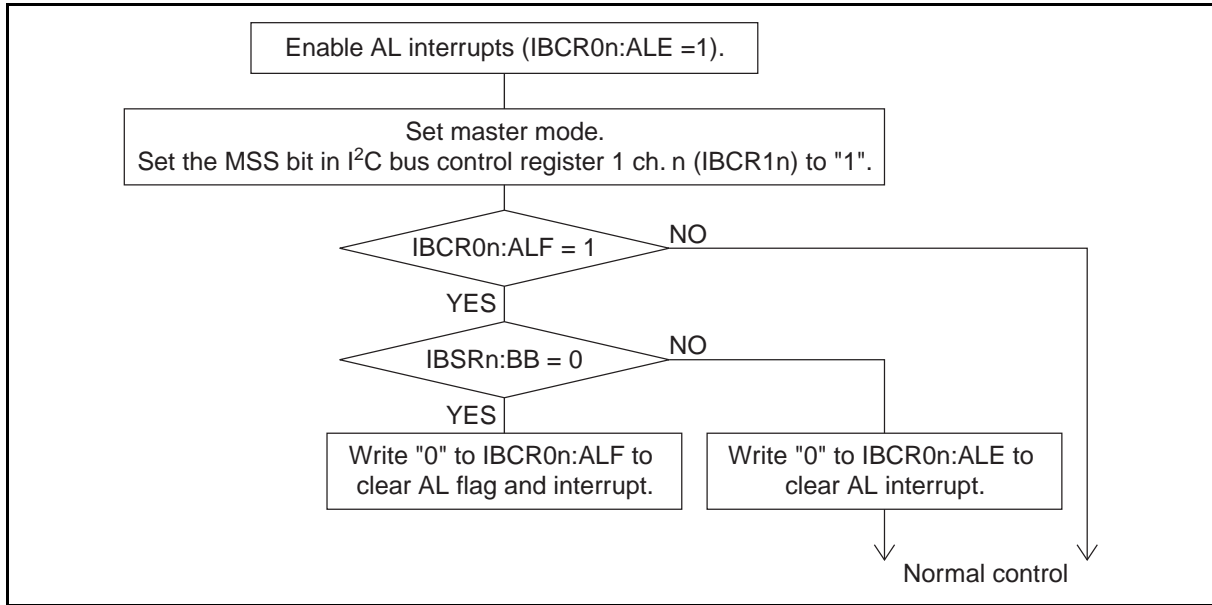 Enable AL interrupts (IBCR0n:ALE =1).
Set master mode.
Set the MSS bit in I²C bus control register 1 ch. n (IBCR1n) to "1".
IBCR0n:ALF = 1
NO
YES
IBSRn:BB = 0
NO
YES
Write "0" to IBCR0n:ALF to
clear AL flag and interrupt.
Write "0" to IBCR0n:ALE to
clear AL interrupt.
Normal control